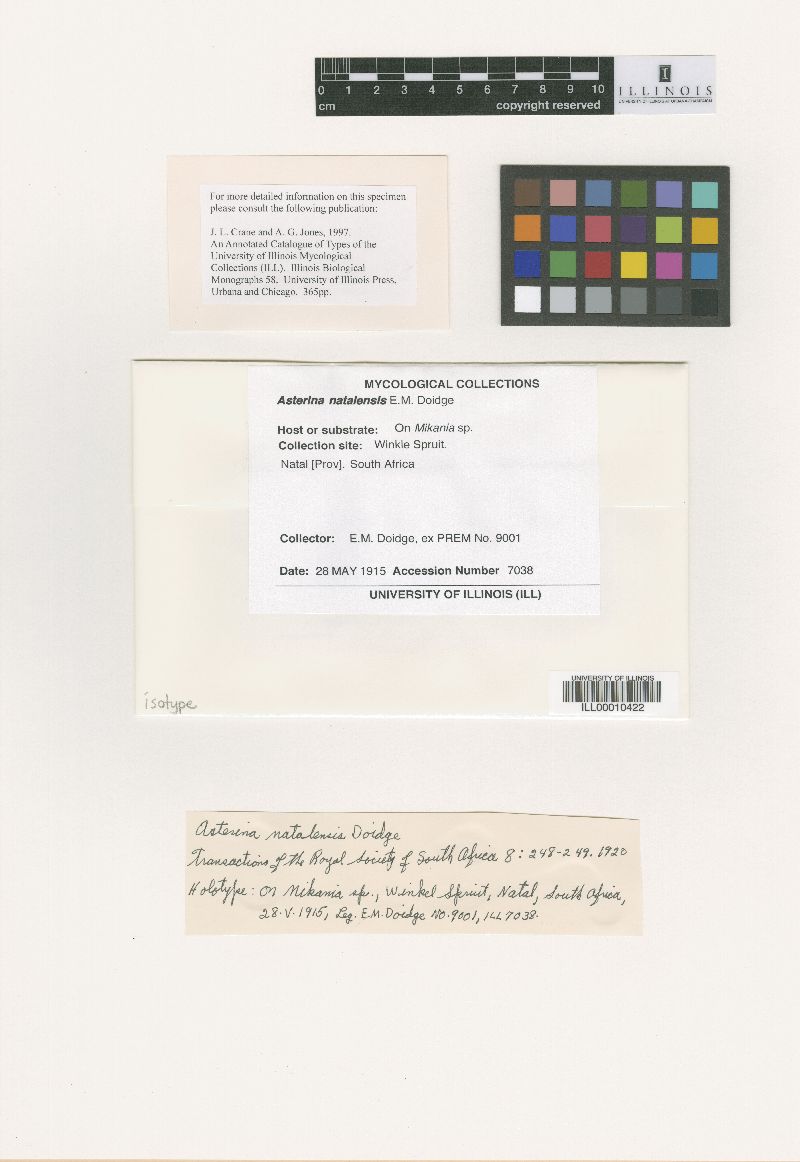 0 1 2 3 4 5 6 7 8 9 10
cm copyright reserved
I
ILLINOIS
UNIVERSITY OF ILLINOIS AT URBANA-CHAMPAIGN
For more detailed information on this specimen
please consult the following publication:
J. L. Crane and A. G. Jones, 1997.
An Annotated Catalogue of Types of the
University of Illinois Mycological
Collections (ILL). Illinois Biological
Monographs 58. University of Illinois Press,
Urbana and Chicago. 365pp.
MYCOLOGICAL COLLECTIONS
Asterina natalensis E.M. Doidge
Host or substrate: On Mikania sp.
Collection site: Winkle Spruit.
Natal [Prov]. South Africa
Collector: E.M. Doidge, ex PREM No. 9001
Date: 28 MAY 1915 Accession Number 7038
UNIVERSITY OF ILLINOIS (ILL)
isotype
UNIVERSITY OF ILLINOIS
ILL00010422
Asterina natalensis Doidge
Transactions of the Royal Society of South Africa 8: 248-249. 1920
Holotype: On Mikania sp., Winkel Spruit, Natal, South Africa,
28.V.1915, Leg. E.M. Doidge No. 9001, ILL 7038.